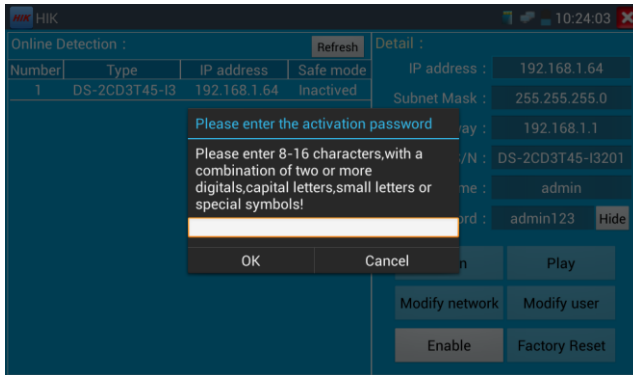 HIK HIK 10:24:03
Online Detection : Refresh
Number Type IP address Safe mode
1 DS-2CD3T45-I3 192.168.1.64 Inactived
Detail :
IP address : 192.168.1.64
Subnet Mask : 255.255.255.0
way : 192.168.1.1
S/N : DS-2CD3T45-I3201
me : admin
ord : admin123 Hide
Please enter the activation password
Please enter 8-16 characters,with a
combination of two or more
digitals,capital letters,small letters or
special symbols!
OK Cancel
n Play
Modify network Modify user
Enable Factory Reset